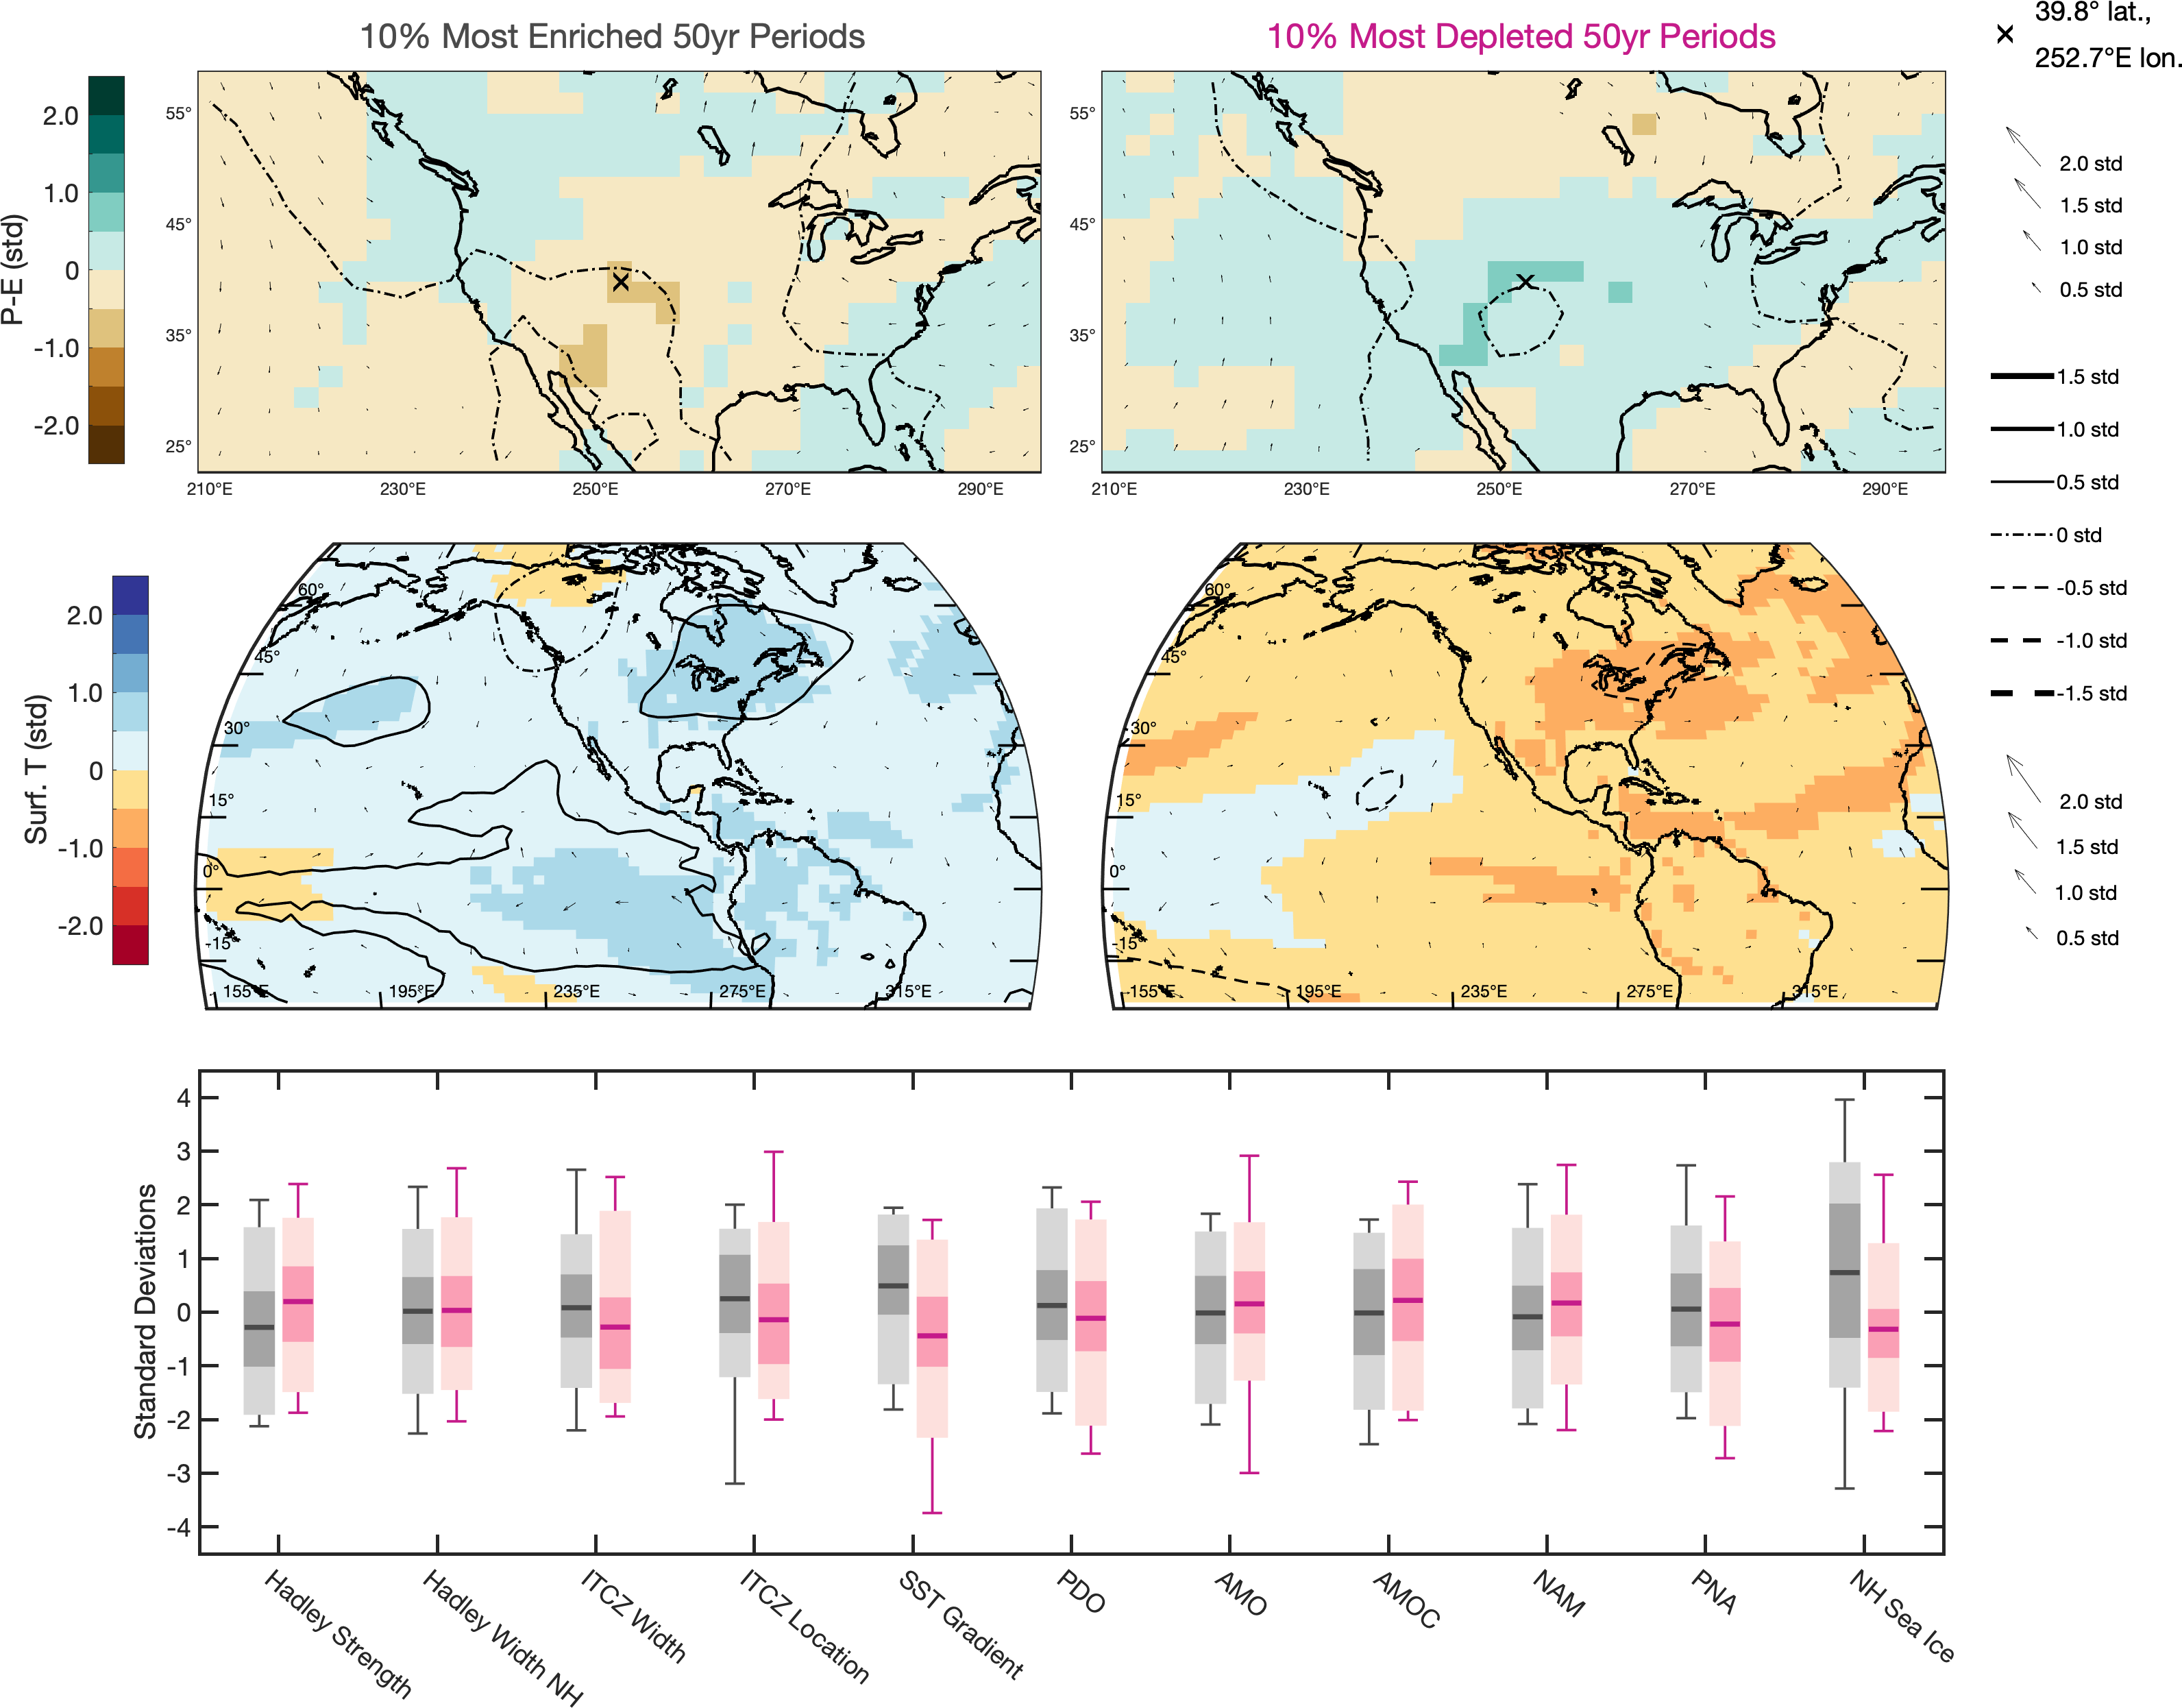 10% Most Enriched 50yr Periods
10% Most Depleted 50yr Periods
39.8° lat.,
252.7°E lon.
P-E (std)
2.0
1.0
0
-1.0
-2.0
55°
45°
35°
25°
210°E 230°E 250°E 270°E 290°E
55°
45°
35°
25°
210°E 230°E 250°E 270°E 290°E
2.0 std
1.5 std
1.0 std
0.5 std
1.5 std
1.0 std
0.5 std
0 std
-0.5 std
-1.0 std
-1.5 std
Surf. T (std)
2.0
1.0
0
-1.0
-2.0
60°
45°
30°
15°
0°
-15°
155°E 195°E 235°E 275°E 315°E
60°
45°
30°
15°
0°
-15°
155°E 195°E 235°E 275°E 315°E
2.0 std
1.5 std
1.0 std
0.5 std
Standard Deviations
4
3
2
1
0
-1
-2
-3
-4
Hadley Strength
Hadley Width NH
ITCZ Width
ITCZ Location
SST Gradient
PDO
AMO
AMOC
NAM
PNA
NH Sea Ice